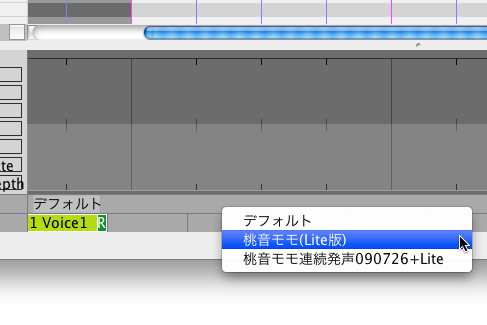 te
epth
デフォルト
1 Voice1 R
デフォルト
桃音モモ(Lite版)
桃音モモ連続発声090726+Lite